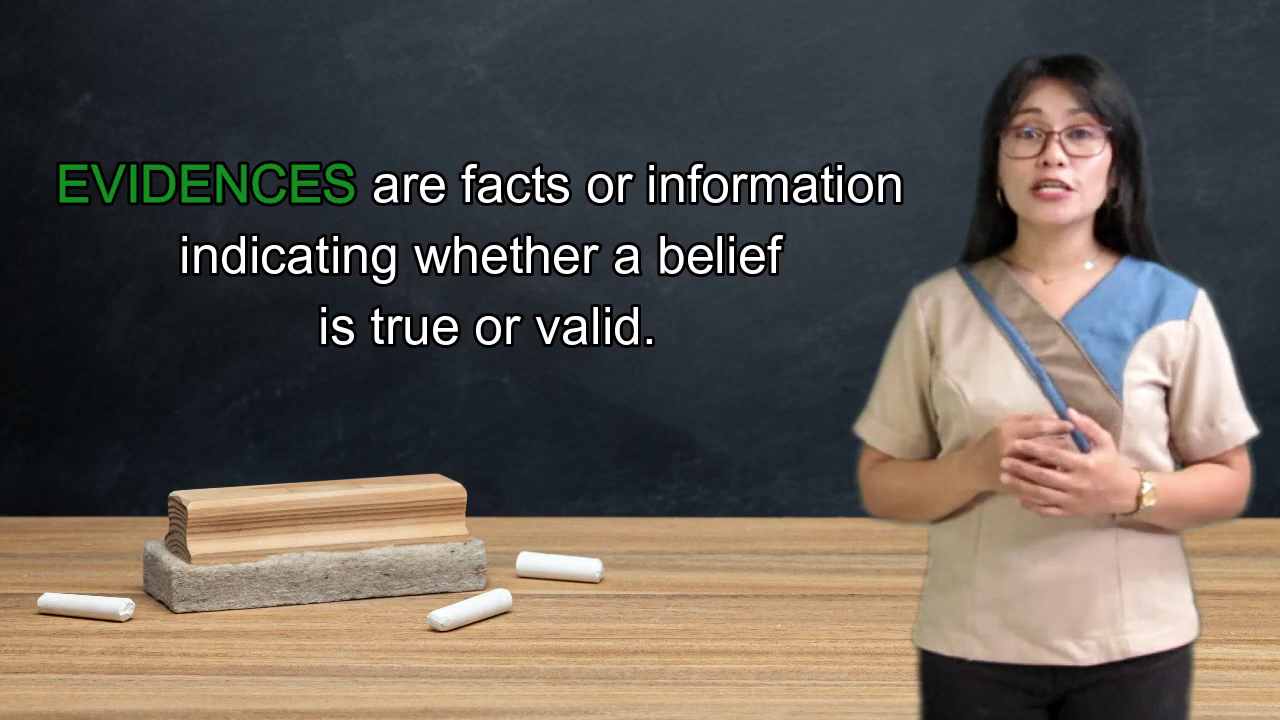 EVIDENCES are facts or information
indicating whether a belief
is true or valid.